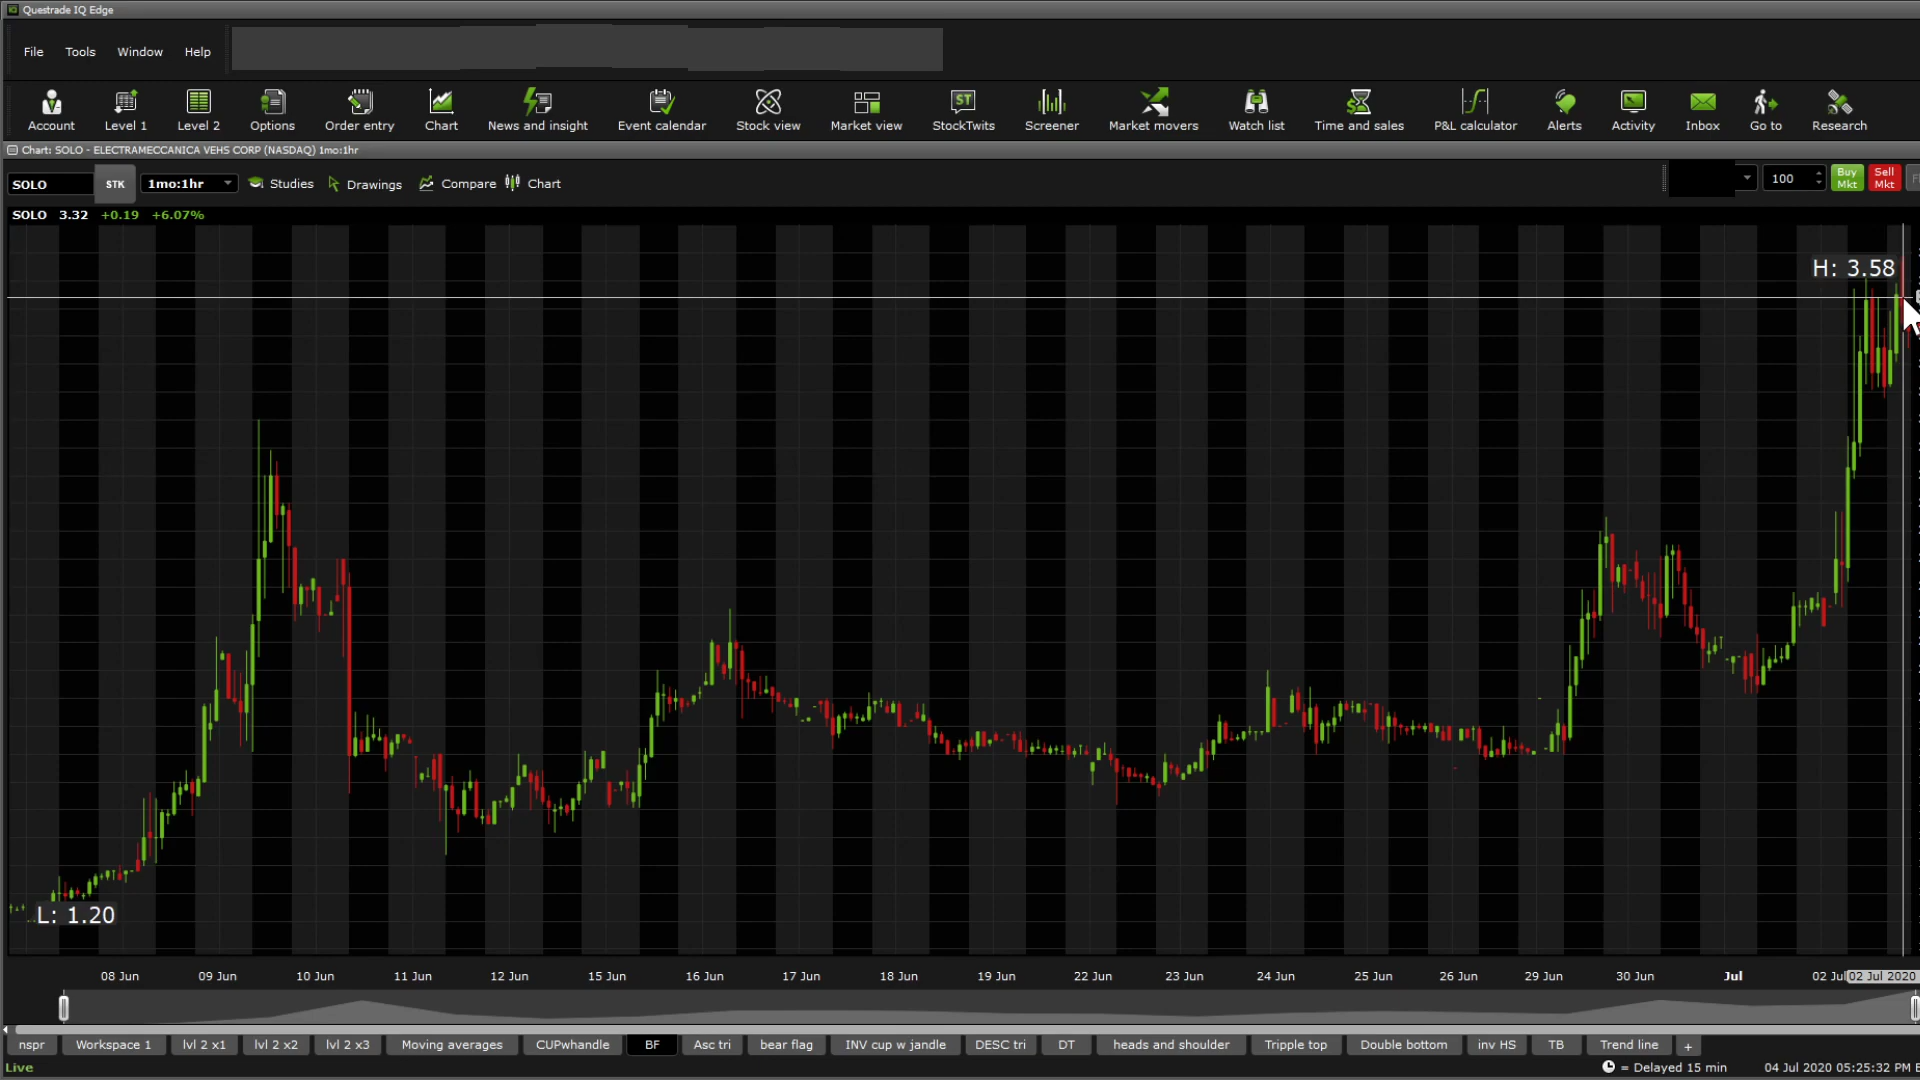 Questrade IQ Edge
File Tools Window Help
Account Level 1 Level 2 Options Order entry Chart News and insight Event calendar Stock view Market view StockTwits Screener Market movers Watch list Time and sales P&L calculator Alerts Activity Inbox Go to Research
Chart: SOLO - ELECTRAMECCANICA VEHS CORP (NASDAQ) 1mo:1hr
SOLO STK 1mo:1hr Studies Drawings Compare Chart 100 Buy Mkt Sell Mkt
SOLO 3.32 +0.19 +6.07%
H: 3.58
L: 1.20
08 Jun 09 Jun 10 Jun 11 Jun 12 Jun 15 Jun 16 Jun 17 Jun 18 Jun 19 Jun 22 Jun 23 Jun 24 Jun 25 Jun 26 Jun 29 Jun 30 Jun Jul 02 Jul 02 Jul 2020
nspr Workspace 1 lvl 2 x1 lvl 2 x2 lvl 2 x3 Moving averages CUPwhandle BF Asc tri bear flag INV cup w jandle DESC tri DT heads and shoulder Tripple top Double bottom inv HS TB Trend line +
Live = Delayed 15 min 04 Jul 2020 05:25:32 PM